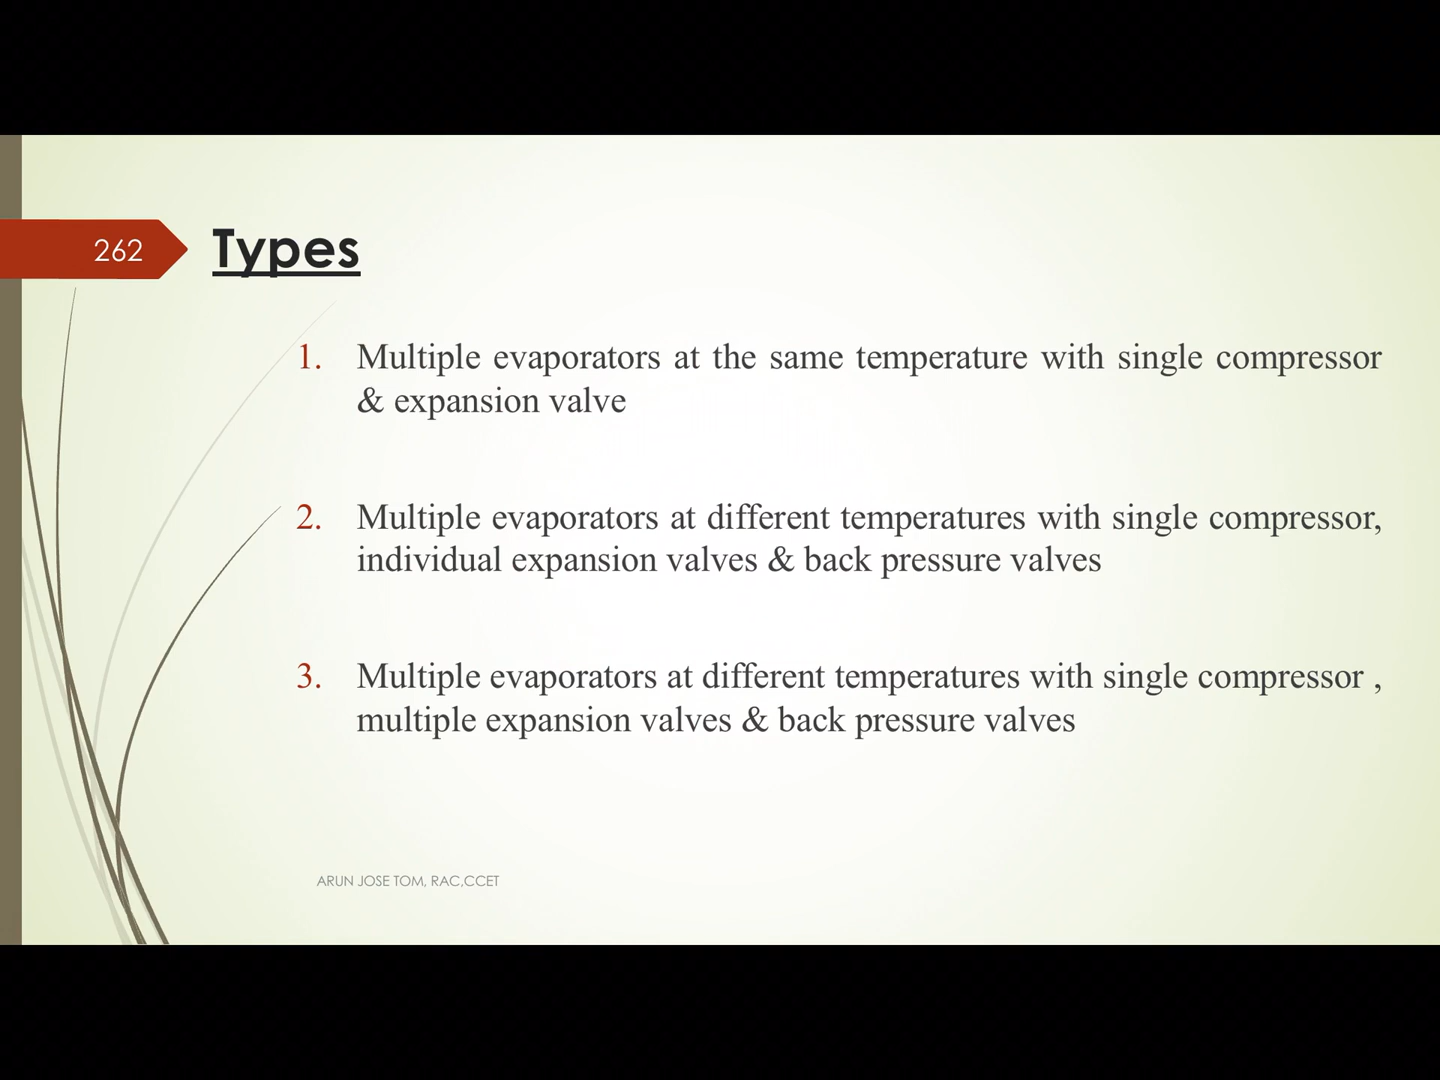 262
Types
1. Multiple evaporators at the same temperature with single compressor
& expansion valve
2. Multiple evaporators at different temperatures with single compressor,
individual expansion valves & back pressure valves
3. Multiple evaporators at different temperatures with single compressor ,
multiple expansion valves & back pressure valves
ARUN JOSE TOM, RAC,CCET